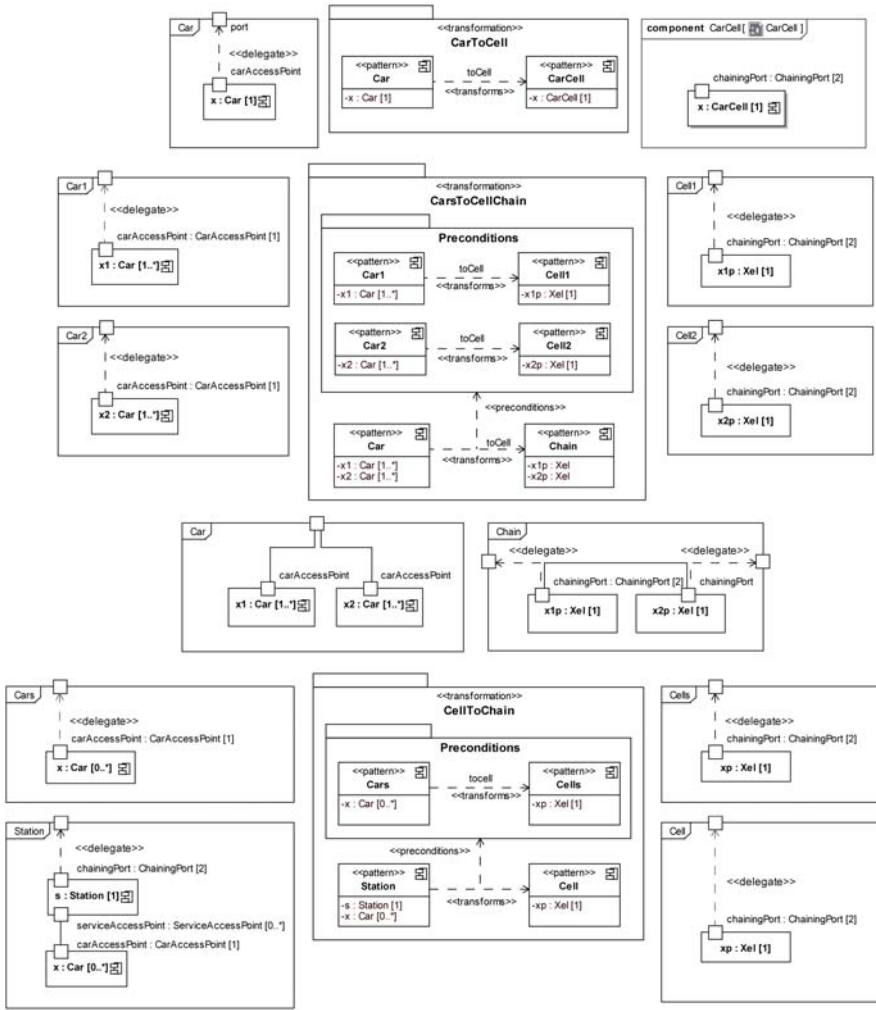 Car
port
<<delegate>>
carAccessPoint
x : Car [1]
<<transformation>>
CarToCell
<<pattern>>
Car
-x : Car [1]
toCell
<<transforms>>
<<pattern>>
CarCell
-x : CarCell [1]
component CarCell [ CarCell ]
chainingPort : ChainingPort [2]
x : CarCell [1]
Car1
<<delegate>>
carAccessPoint : CarAccessPoint [1]
x1 : Car [1..*]
Car2
<<delegate>>
carAccessPoint : CarAccessPoint [1]
x2 : Car [1..*]
<<transformation>>
CarsToCellChain
Preconditions
<<pattern>>
Car1
-x1 : Car [1..*]
toCell
<<transforms>>
<<pattern>>
Cell1
-x1p : Xel [1]
<<pattern>>
Car2
-x2 : Car [1..*]
toCell
<<transforms>>
<<pattern>>
Cell2
-x2p : Xel [1]
<<preconditions>>
<<pattern>>
Car
-x1 : Car [1..*]
-x2 : Car [1..*]
toCell
<<transforms>>
<<pattern>>
Chain
-x1p : Xel
-x2p : Xel
Cell1
<<delegate>>
chainingPort : ChainingPort [2]
x1p : Xel [1]
Cell2
<<delegate>>
chainingPort : ChainingPort [2]
x2p : Xel [1]
Car
carAccessPoint
carAccessPoint
x1 : Car [1..*]
x2 : Car [1..*]
Chain
<<delegate>>
<<delegate>>
chainingPort : ChainingPort [2]
chainingPort
x1p : Xel [1]
x2p : Xel [1]
Cars
<<delegate>>
carAccessPoint : CarAccessPoint [1]
x : Car [0..*]
Station
<<delegate>>
chainingPort : ChainingPort [2]
s : Station [1]
serviceAccessPoint : ServiceAccessPoint [0..*]
carAccessPoint : CarAccessPoint [1]
x : Car [0..*]
<<transformation>>
CellToChain
Preconditions
<<pattern>>
Cars
-x : Car [0..*]
tocell
<<transforms>>
<<pattern>>
Cells
-xp : Xel [1]
<<preconditions>>
<<pattern>>
Station
-s : Station [1]
-x : Car [0..*]
<<transforms>>
<<pattern>>
Cell
-xp : Xel [1]
Cells
<<delegate>>
chainingPort : ChainingPort [2]
xp : Xel [1]
Cell
<<delegate>>
chainingPort : ChainingPort [2]
xp : Xel [1]